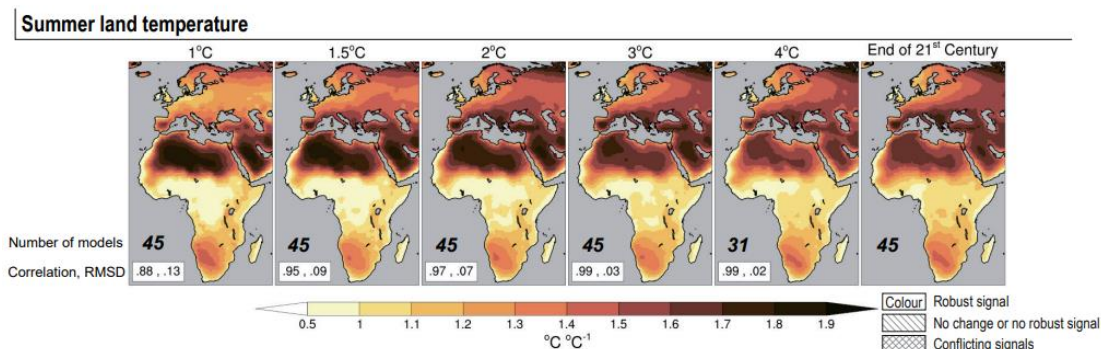 Summer land temperature
1°C 1.5°C 2°C 3°C 4°C End of 21st Century
Number of models 45 45 45 45 31 45
Correlation, RMSD .88 , .13 .95 , .09 .97 , .07 .99 , .03 .99 , .02
0.5 1 1.1 1.2 1.3 1.4 1.5 1.6 1.7 1.8 1.9
°C °C⁻¹
Colour Robust signal
No change or no robust signal
Conflicting signals